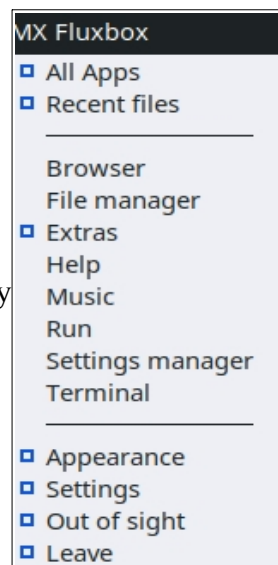 MX Fluxbox
All Apps
Recent files
Browser
File manager
Extras
Help
y
Music
Run
Settings manager
Terminal
Appearance
Settings
Out of sight
Leave